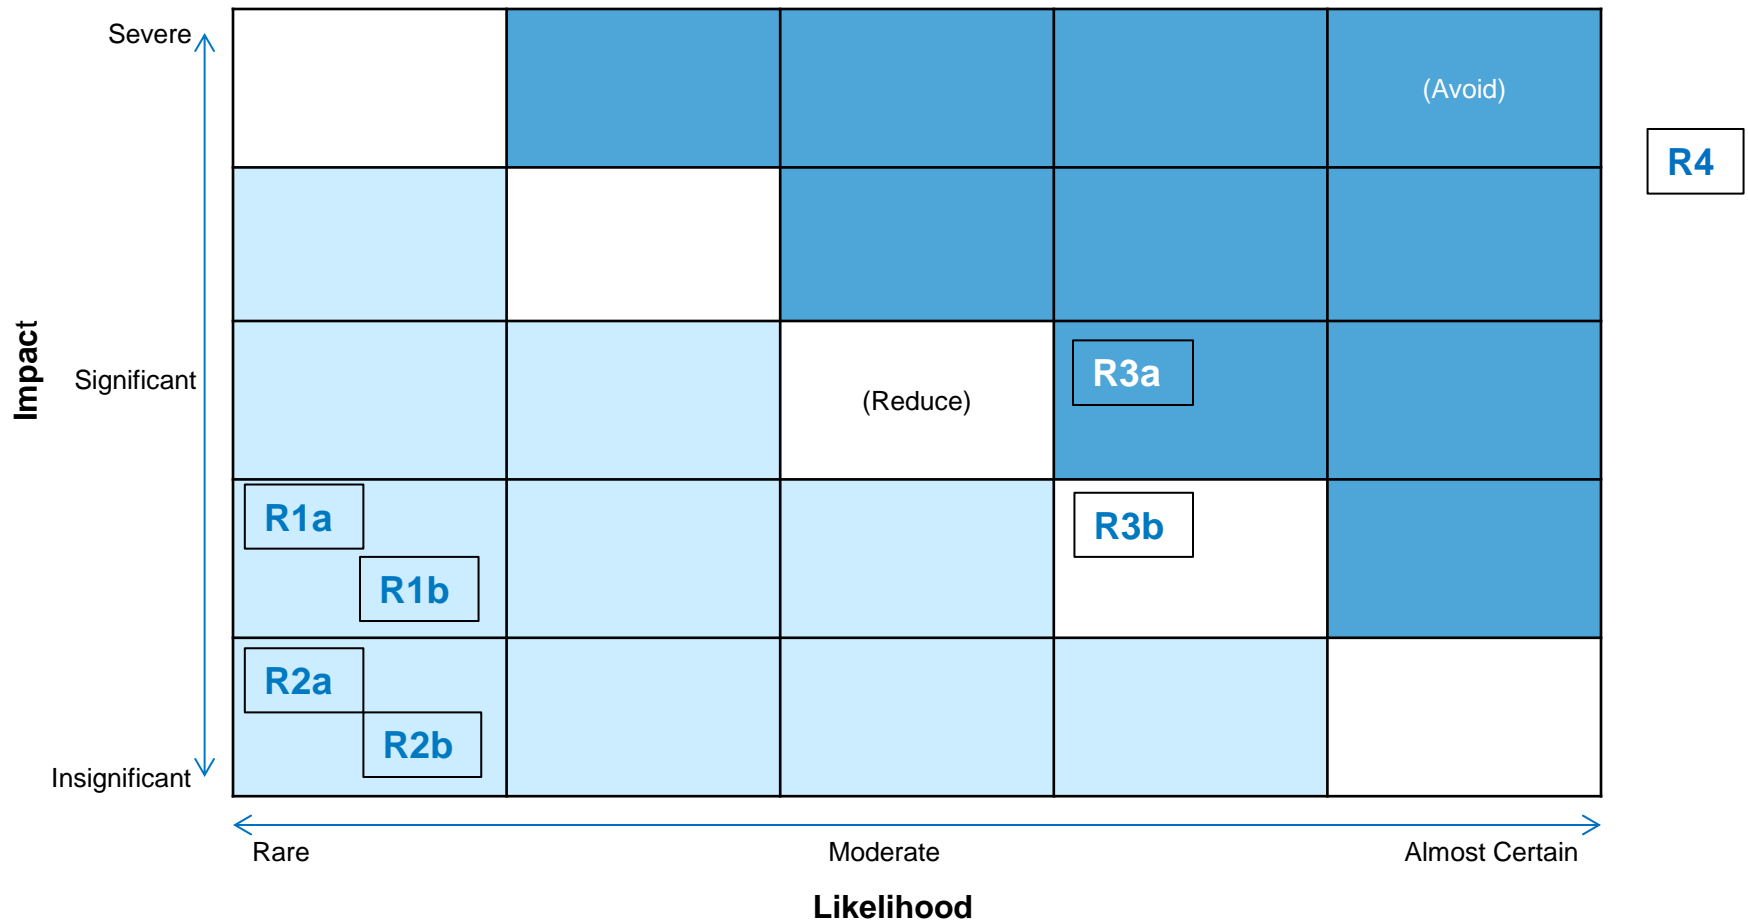 Severe
(Avoid)
R4
Impact
Significant
(Reduce)
R3a
R1a
R3b
R1b
R2a
R2b
Insignificant
Rare
Moderate
Almost Certain
Likelihood